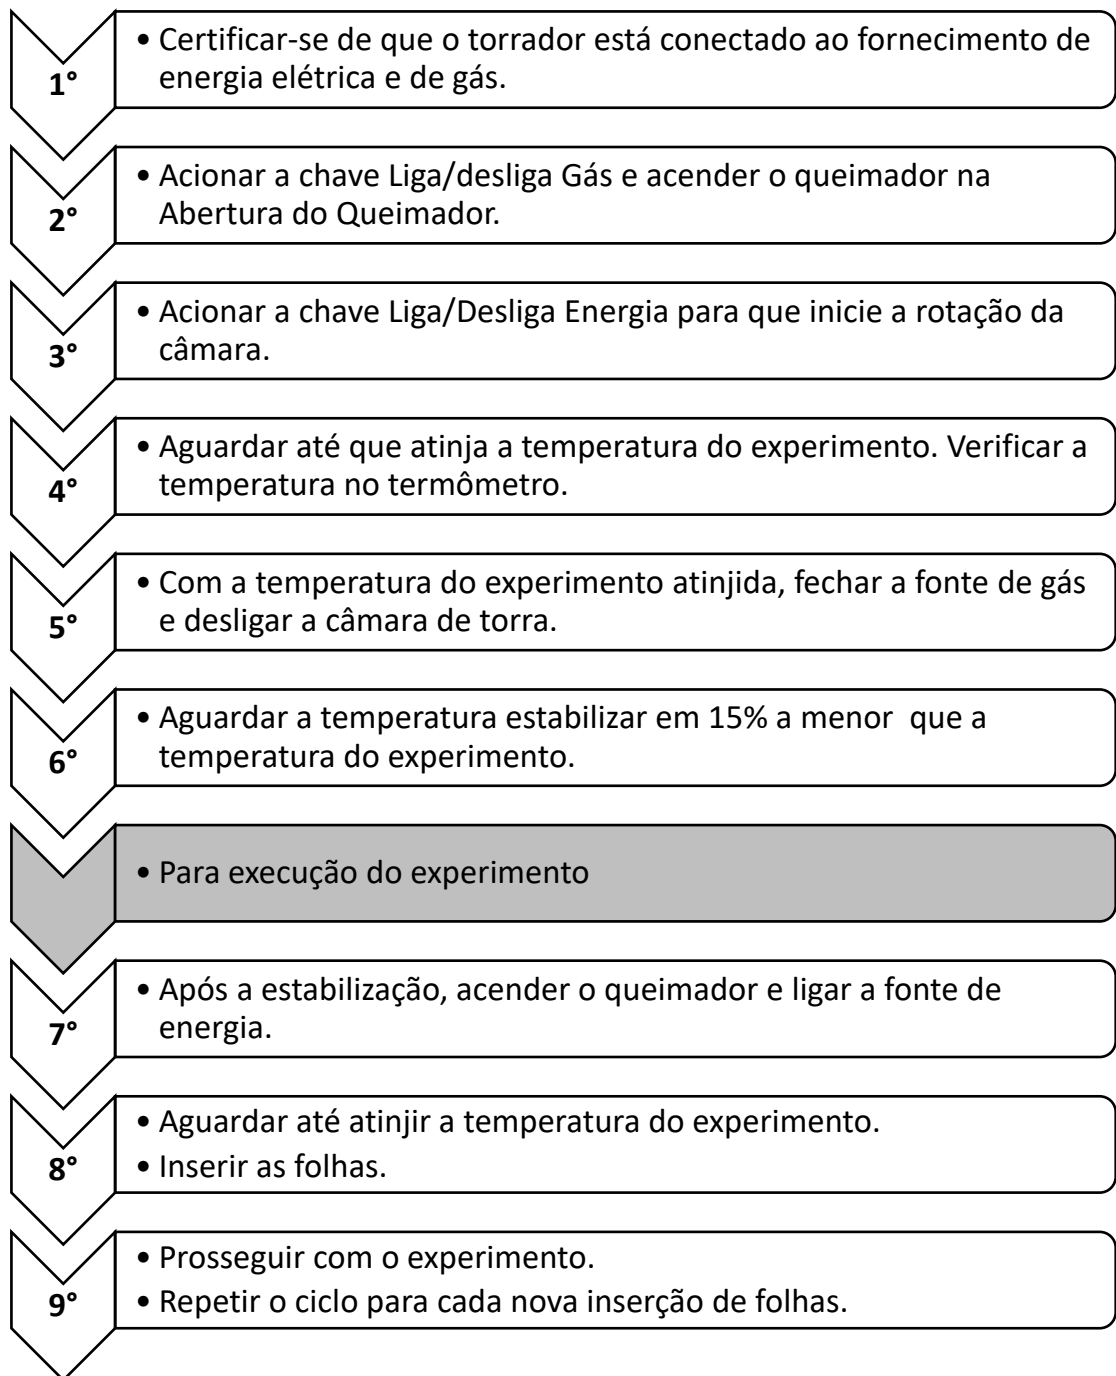 1°
• Certificar-se de que o torrador está conectado ao fornecimento de
energia elétrica e de gás.
2°
• Acionar a chave Liga/desliga Gás e acender o queimador na
Abertura do Queimador.
3°
• Acionar a chave Liga/Desliga Energia para que inicie a rotação da
câmara.
4°
• Aguardar até que atinja a temperatura do experimento. Verificar a
temperatura no termômetro.
5°
• Com a temperatura do experimento atinjida, fechar a fonte de gás
e desligar a câmara de torra.
6°
• Aguardar a temperatura estabilizar em 15% a menor  que a
temperatura do experimento.
• Para execução do experimento
7°
• Após a estabilização, acender o queimador e ligar a fonte de
energia.
8°
• Aguardar até atinjir a temperatura do experimento.
• Inserir as folhas.
9°
• Prosseguir com o experimento.
• Repetir o ciclo para cada nova inserção de folhas.